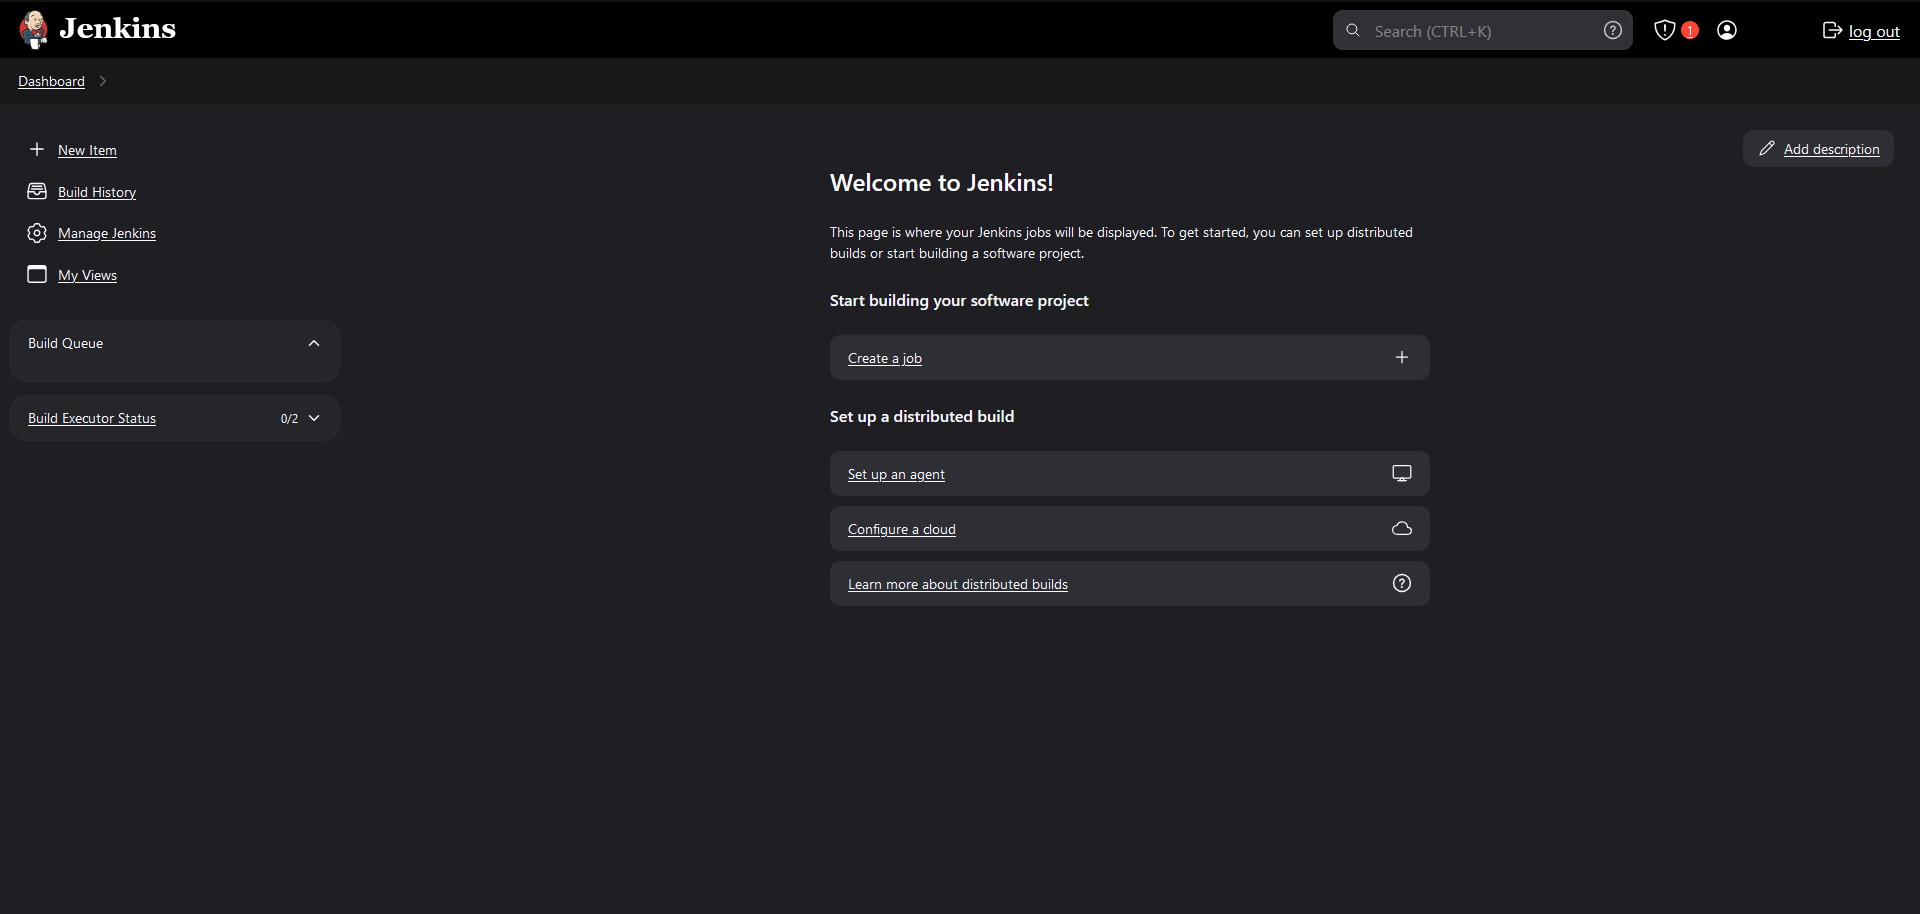 Jenkins
Search (CTRL+K)
1
log out
Dashboard
New Item
Build History
Manage Jenkins
My Views
Build Queue
Build Executor Status
0/2
Add description
Welcome to Jenkins!
This page is where your Jenkins jobs will be displayed. To get started, you can set up distributed
builds or start building a software project.
Start building your software project
Create a job
Set up a distributed build
Set up an agent
Configure a cloud
Learn more about distributed builds